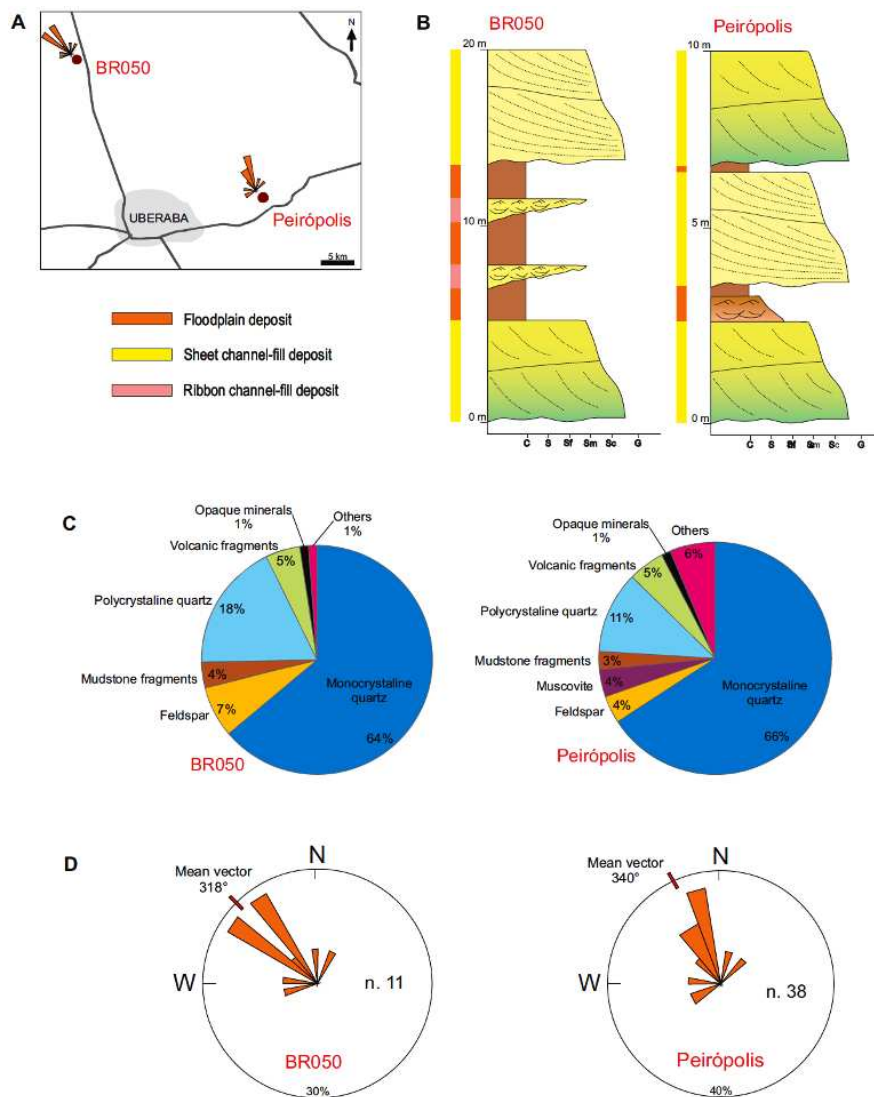 A
N
BR050
UBERABA
Peirópolis
5 km
Floodplain deposit
Sheet channel-fill deposit
Ribbon channel-fill deposit
B
BR050
20 m
10 m
0 m
C S Sf Sm Sc G
Peirópolis
10 m
5 m
0 m
C S Sf Sm Sc G
C
Opaque minerals
1%
Others
1%
Volcanic fragments
5%
Polycrystaline quartz
18%
Mudstone fragments
4%
Feldspar
7%
Monocrystaline
quartz
64%
BR050
Opaque minerals
1%
Others
6%
Volcanic fragments
5%
Polycrystaline quartz
11%
Mudstone fragments
3%
Muscovite
4%
Feldspar
4%
Monocrystaline
quartz
66%
Peirópolis
D
Mean vector
318°
N
W
n. 11
BR050
30%
Mean vector
340°
N
W
n. 38
Peirópolis
40%